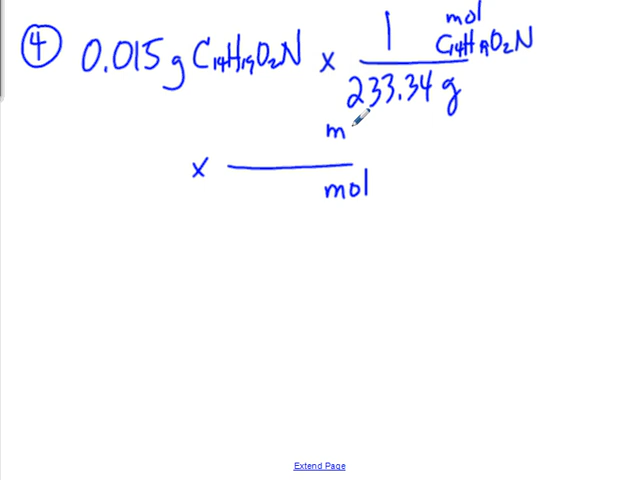 ④ 0.015 g C₁₄H₁₉O₂N × 1 mol C₁₄H₁₉O₂N
233.34 g
× m
mol
Extend Page